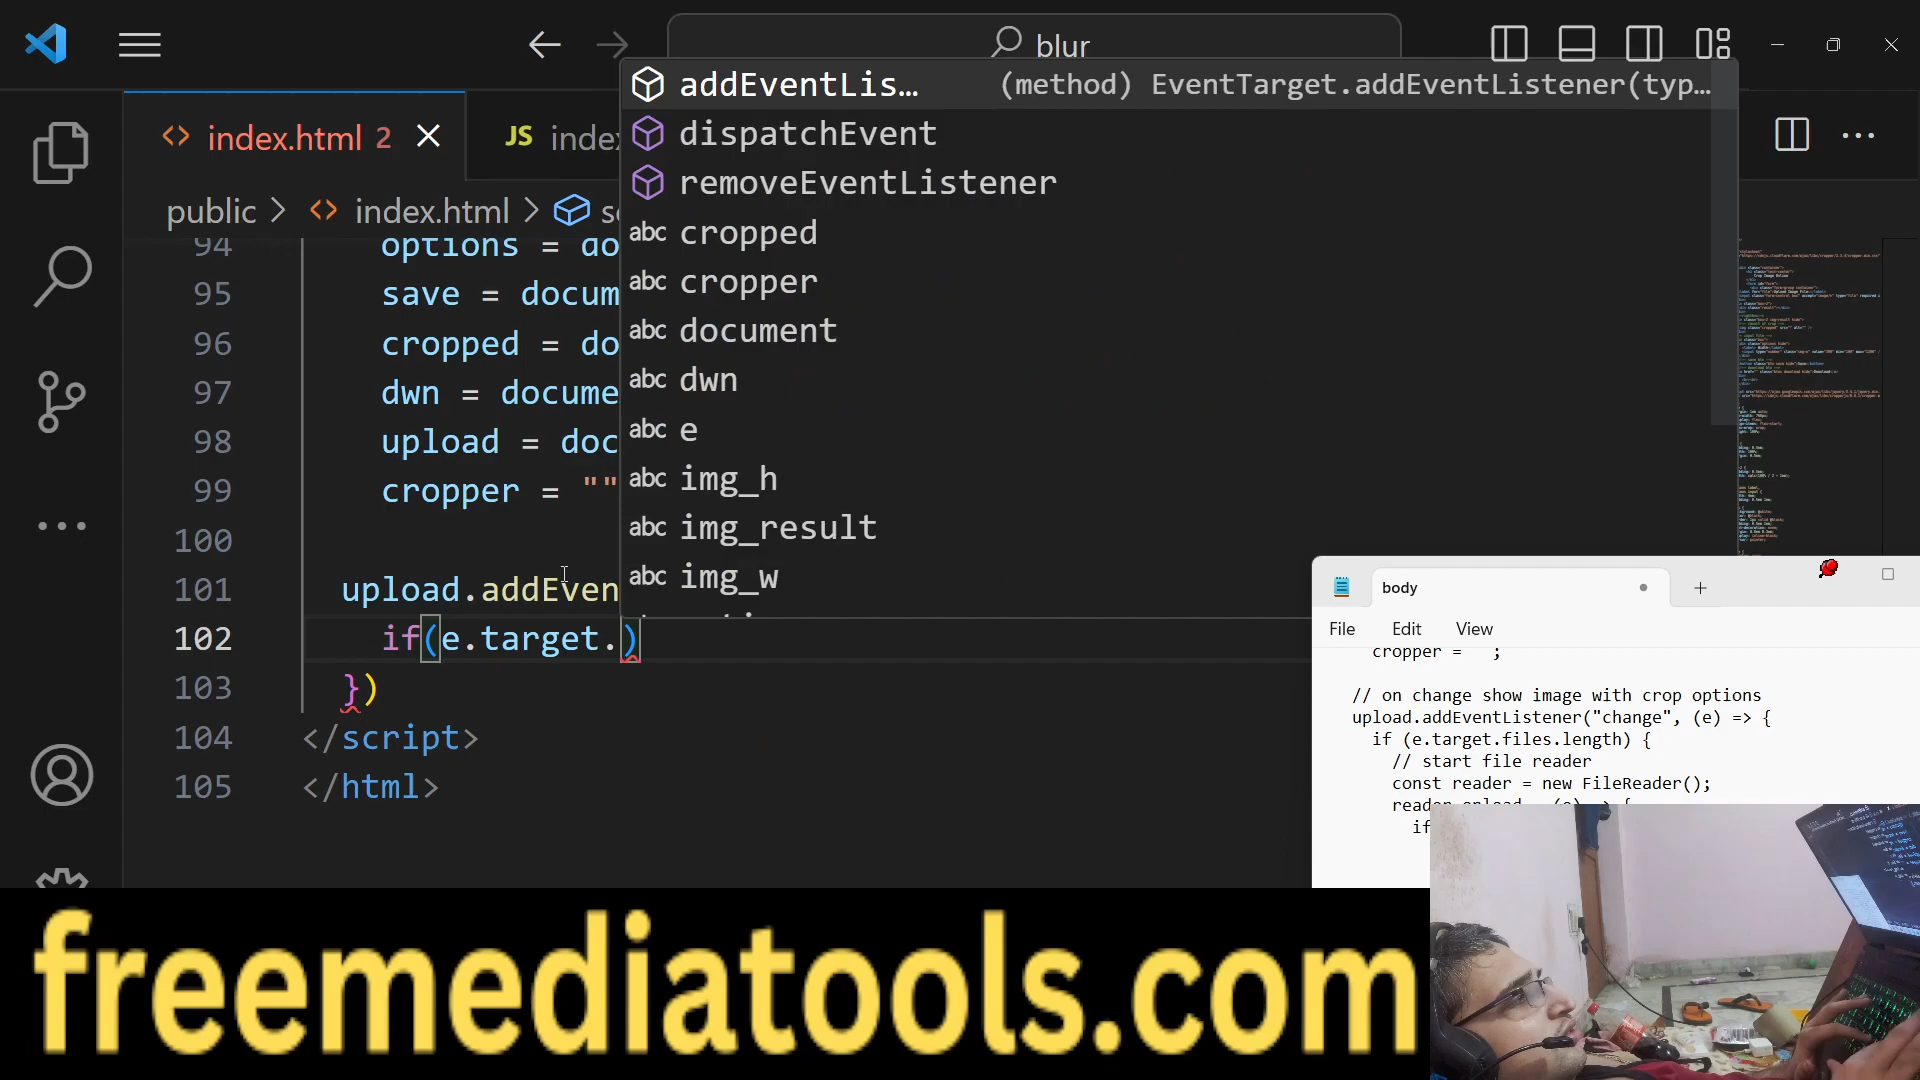 blur
index.html 2
JS inde
public > index.html > s
addEventLis… (method) EventTarget.addEventListener(typ…
dispatchEvent
removeEventListener
abc cropped
abc cropper
abc document
abc dwn
abc e
abc img_h
abc img_result
abc img_w
94 options = do
95 save = docum
96 cropped = do
97 dwn = docume
98 upload = doc
99 cropper = ""
100
101 upload.addEven
102 if(e.target.)
103 })
104 </script>
105 </html>
body
File Edit View
cropper = ;
// on change show image with crop options
upload.addEventListener("change", (e) => {
if (e.target.files.length) {
// start file reader
const reader = new FileReader();
if
freemediatools.com